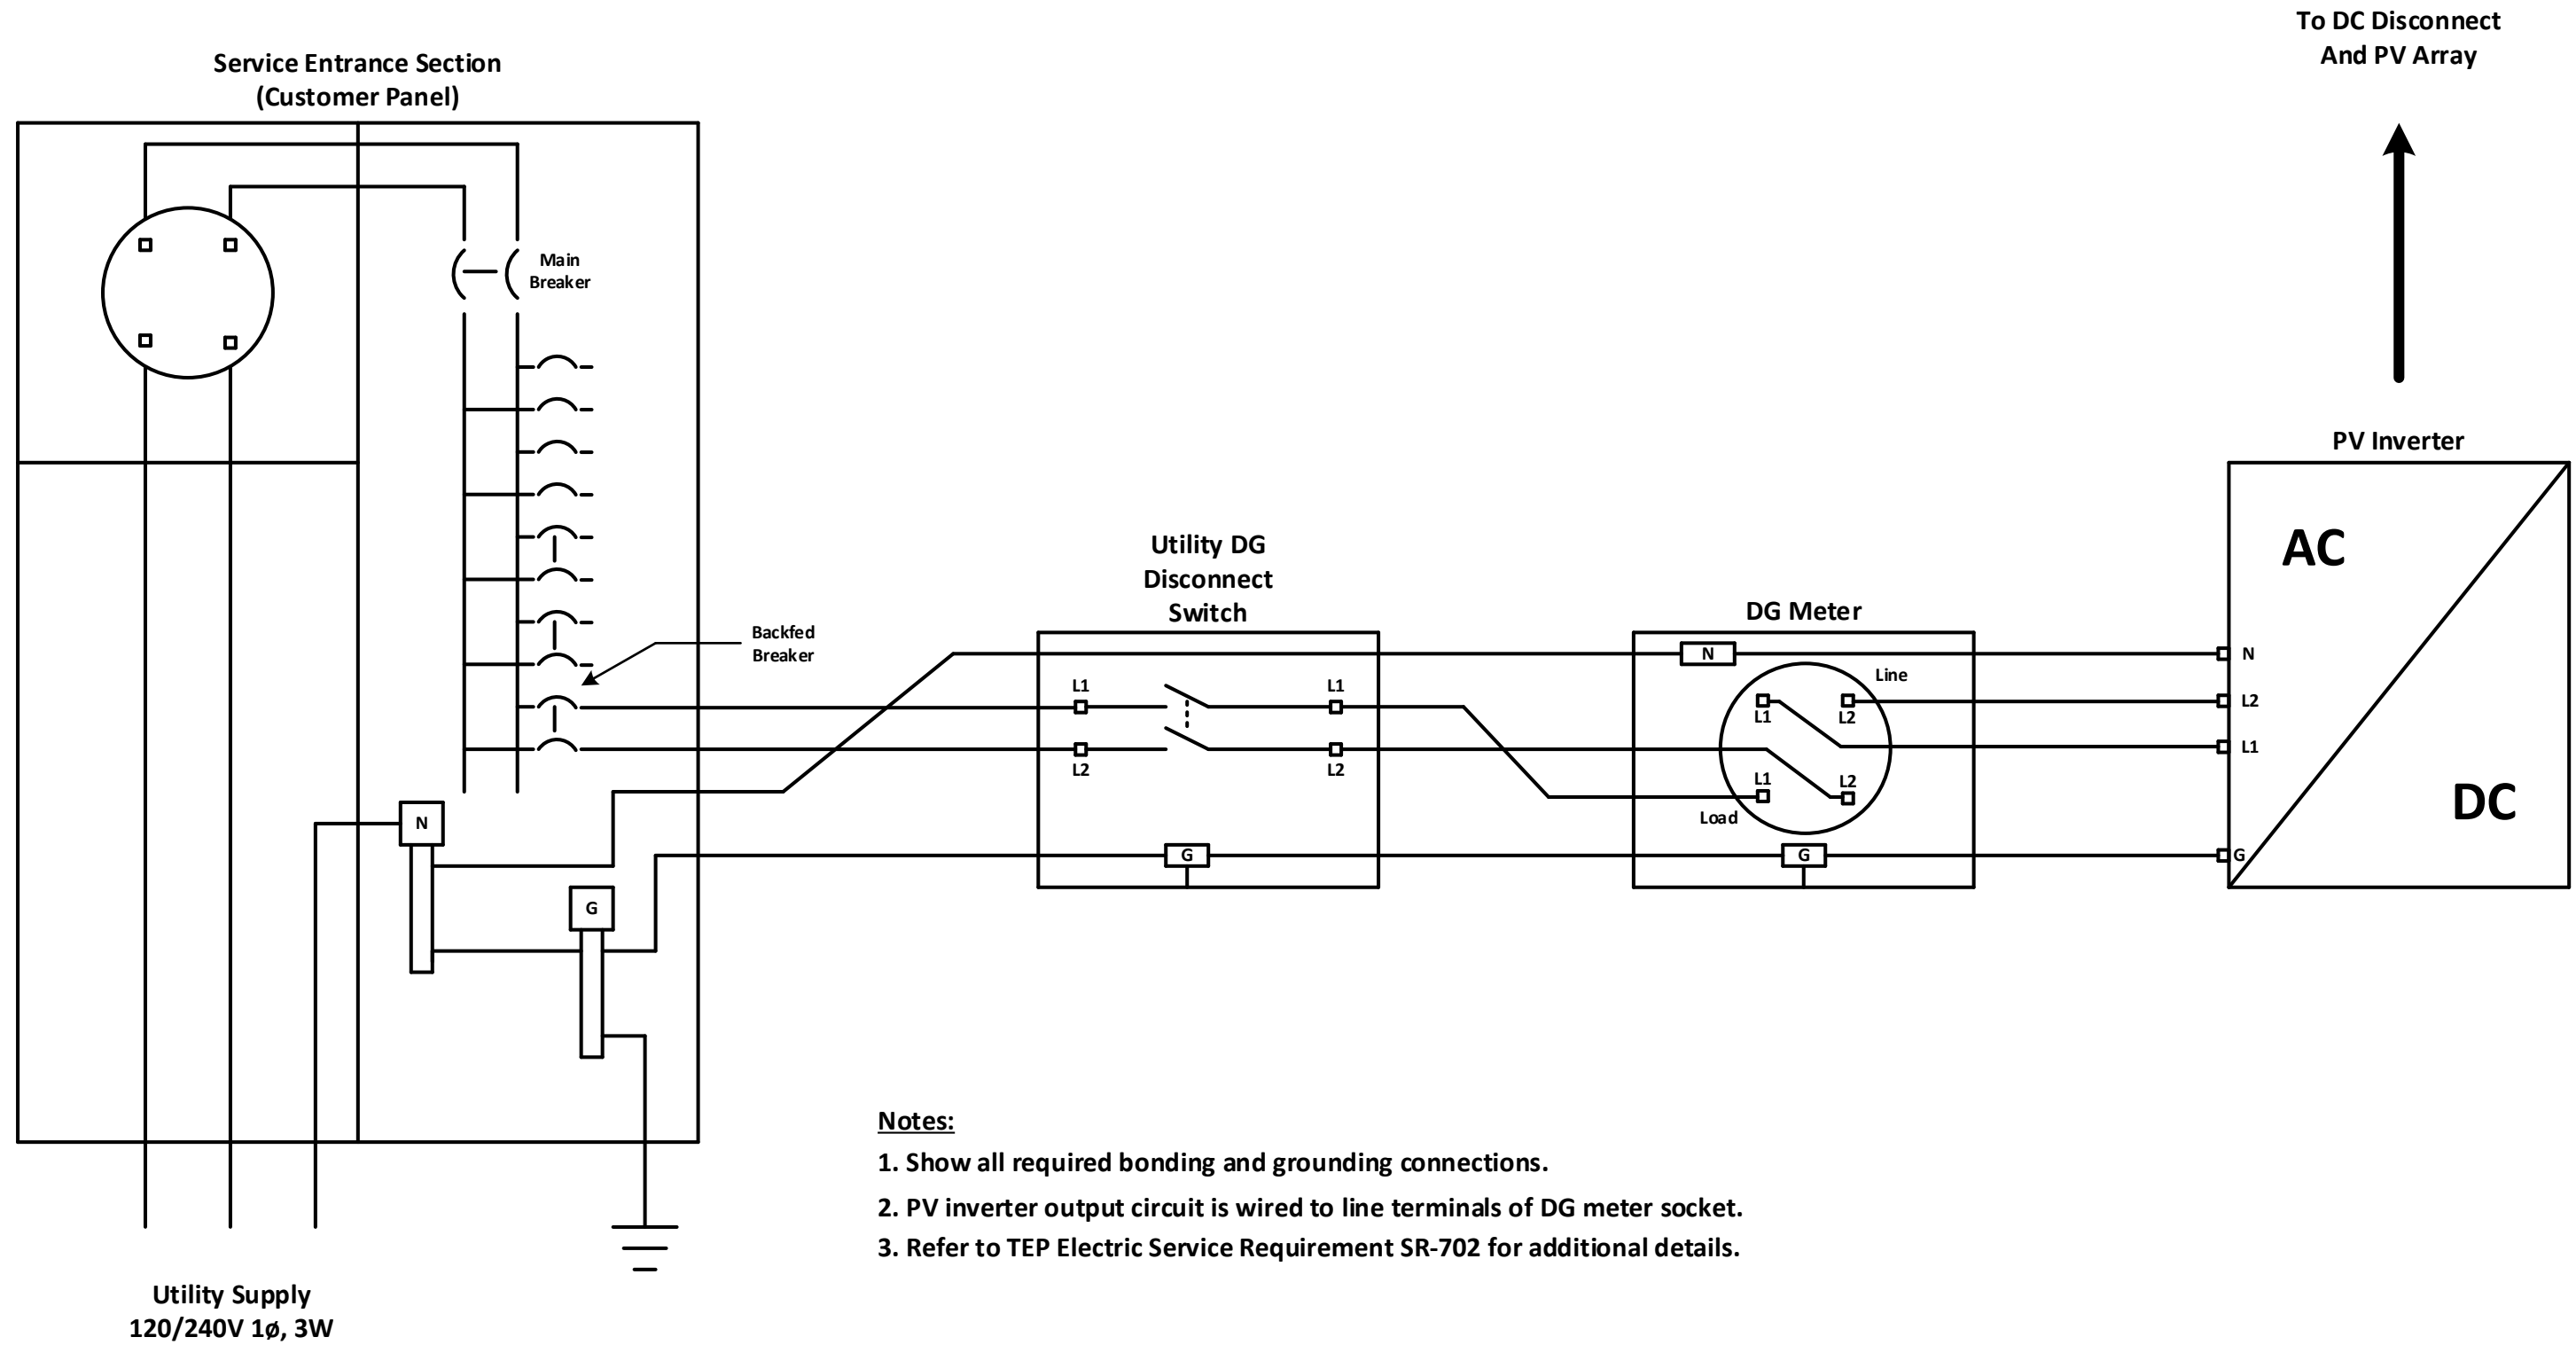 To DC Disconnect
And PV Array
Service Entrance Section
(Customer Panel)
Main
Breaker
PV Inverter
AC
DC
Utility DG
Disconnect
Switch
DG Meter
Backfed
Breaker
N
N
Line
L1
L1
L1
L2
L2
L1
L2
L2
L1
L2
Load
N
G
G
G
G
Notes:
1. Show all required bonding and grounding connections.
2. PV inverter output circuit is wired to line terminals of DG meter socket.
3. Refer to TEP Electric Service Requirement SR-702 for additional details.
Utility Supply
120/240V 1ø, 3W